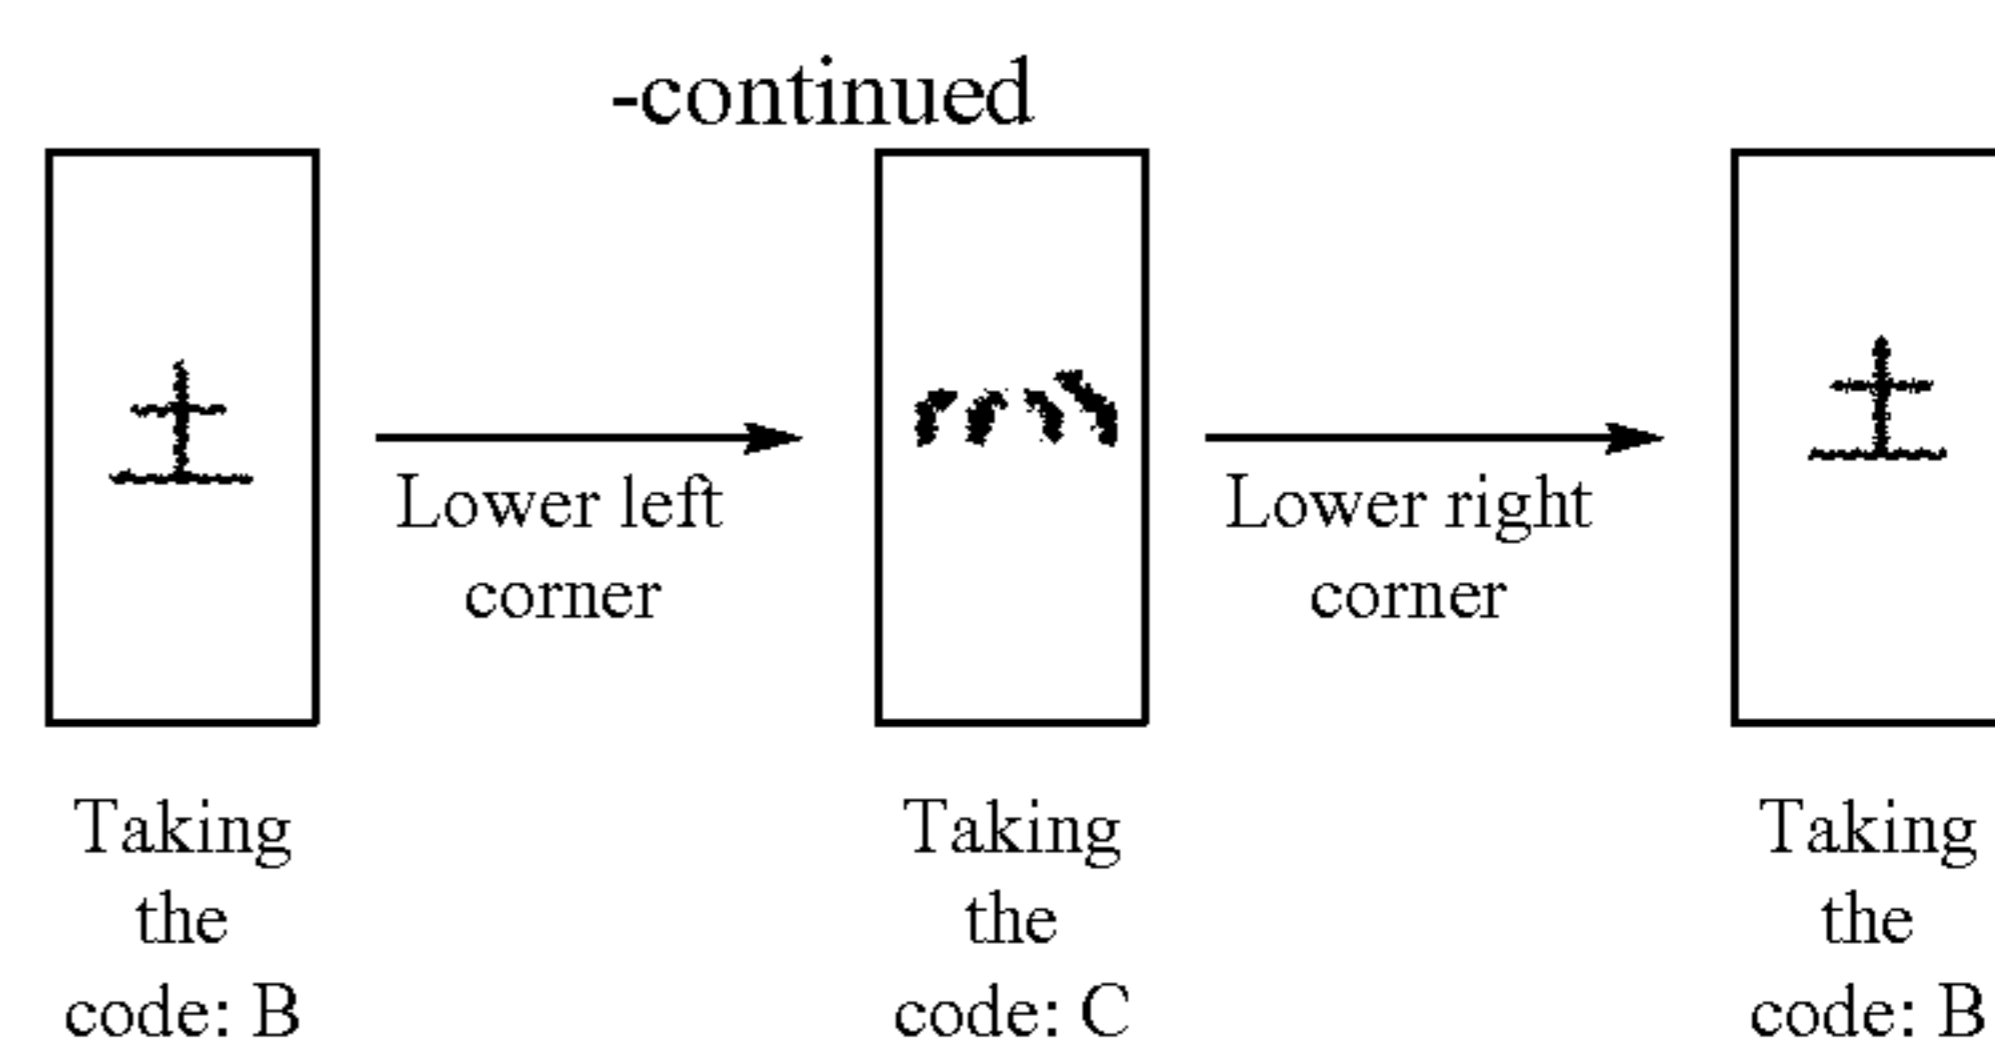 -continued
土
灬
土
Lower left
corner
Lower right
corner
Taking
the
code: B
Taking
the
code: C
Taking
the
code: B